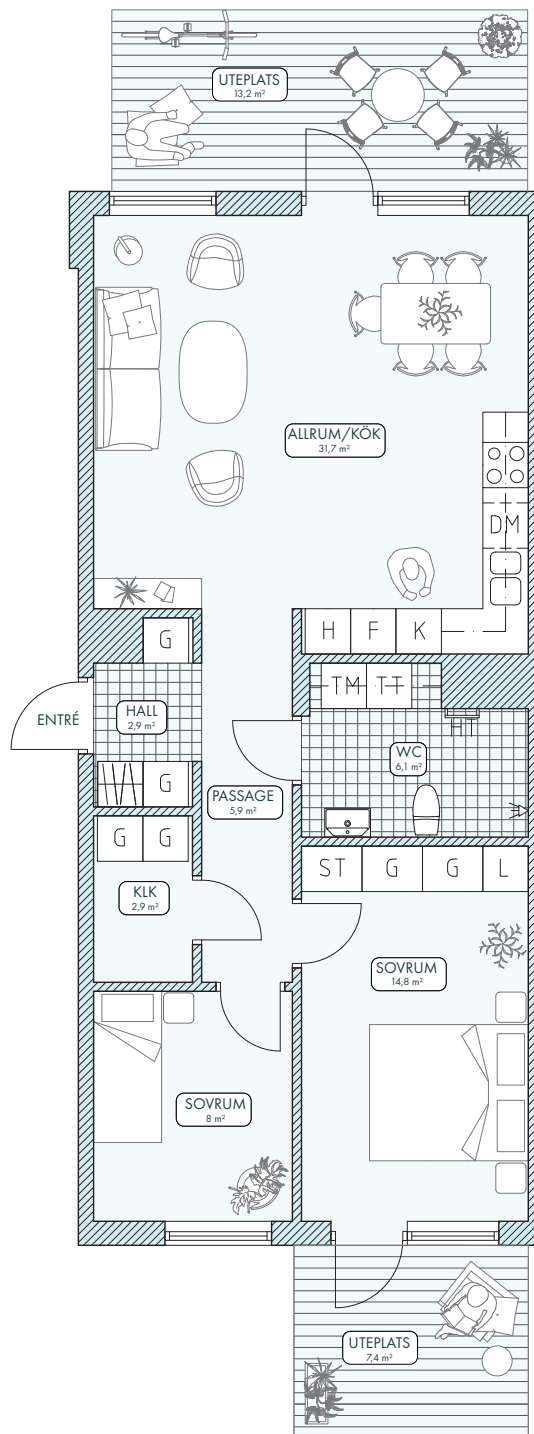 UTEPLATS
13,2 m²
ALLRUM/KÖK
31,7 m²
DM
H F K
G
TM TT
ENTRÉ
HALL
2,9 m²
HT
WC
6,1 m²
G
PASSAGE
5,9 m²
G G
ST G G L
KLK
2,9 m²
SOVRUM
14,8 m²
SOVRUM
8 m²
UTEPLATS
7,4 m²